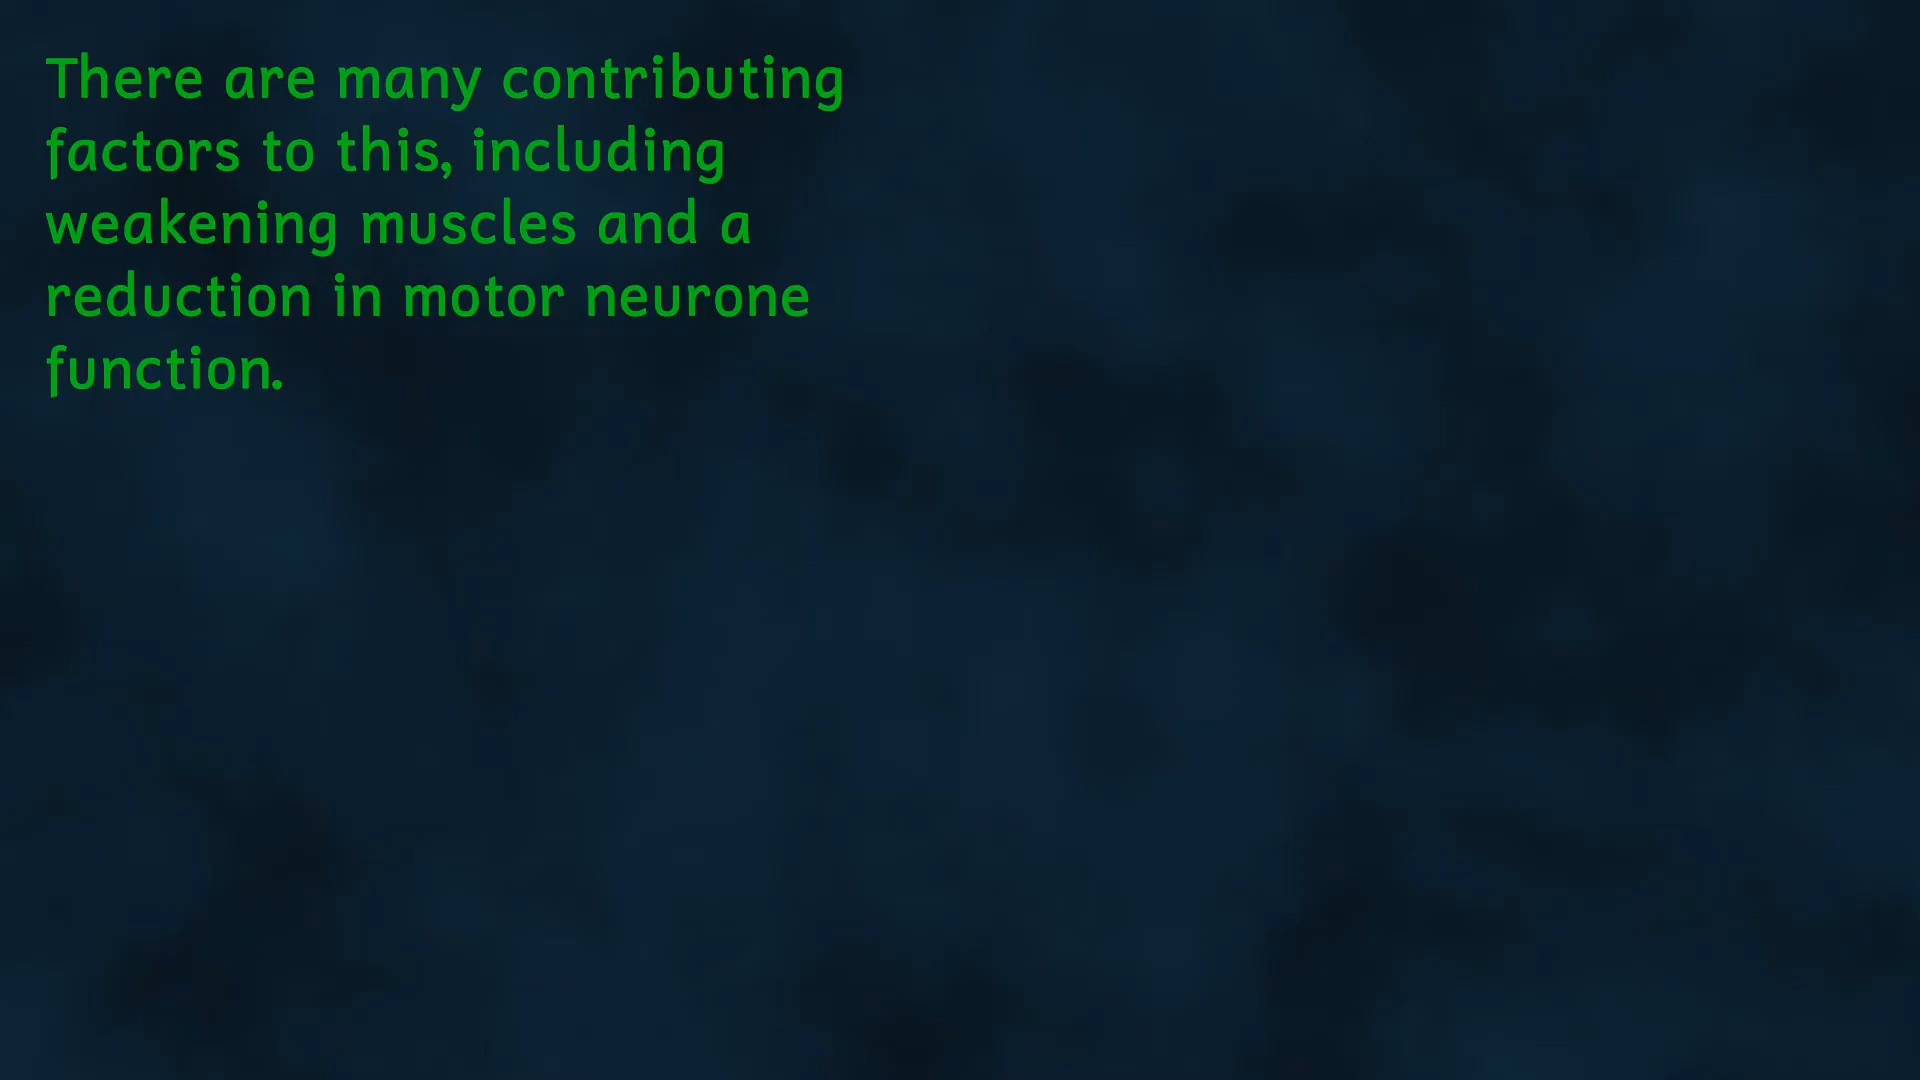 There are many contributing
factors to this, including
weakening muscles and a
reduction in motor neurone
function.